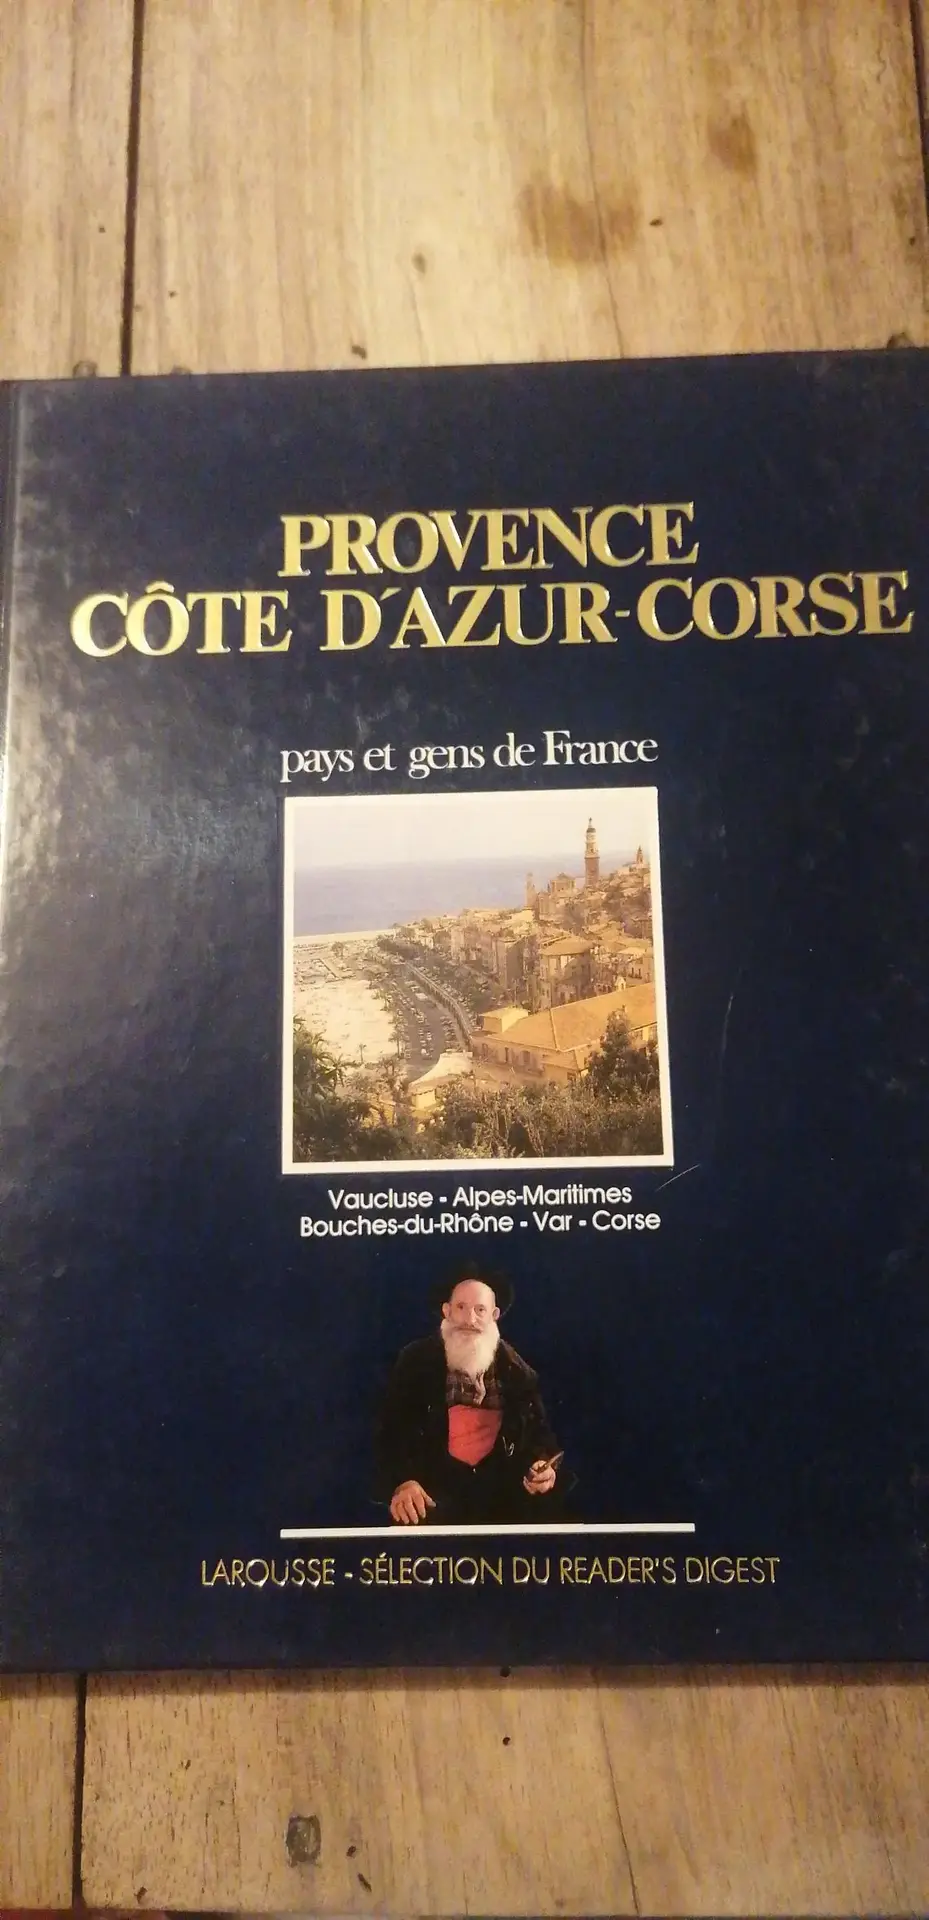 PROVENCE
CÔTE D'AZUR-CORSE
pays et gens de France
Vaucluse - Alpes-Maritimes
Bouches-du-Rhône - Var - Corse
LAROUSSE - SÉLECTION DU READER'S DIGEST